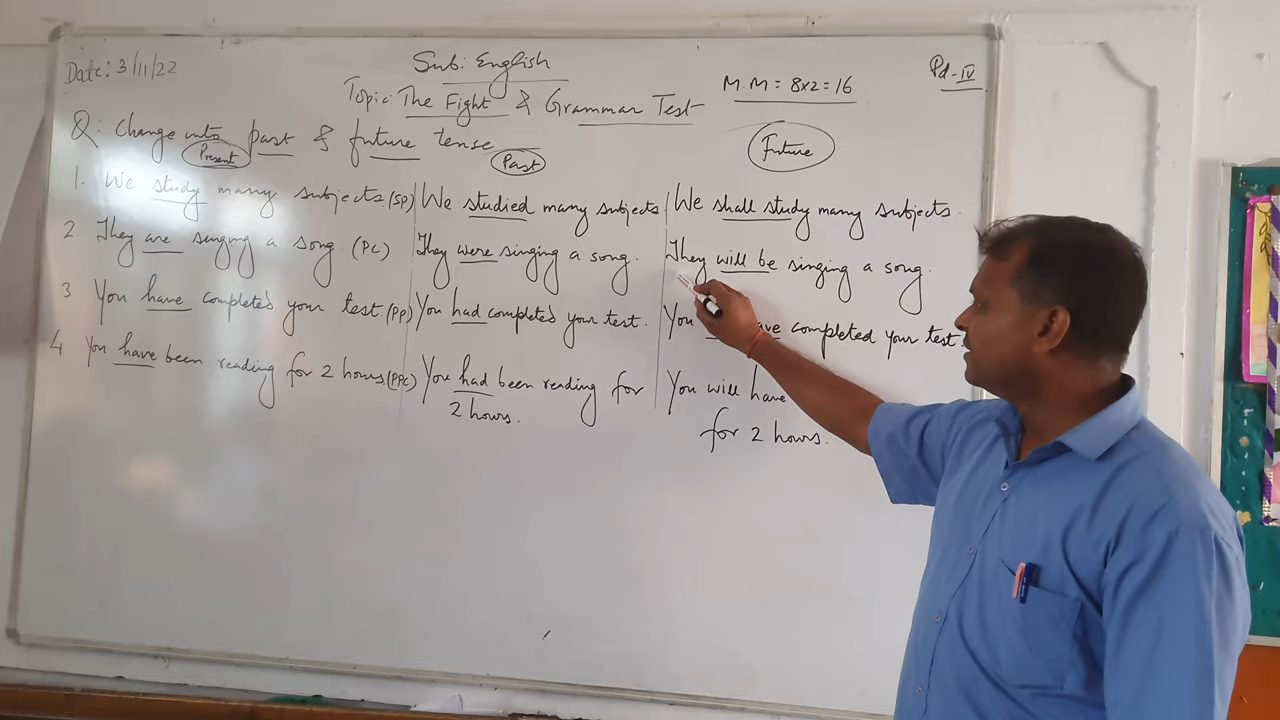 Date: 3/11/22
Sub: English
Pd-IV
Topic: The Fight & Grammar Test
M.M = 8x2=16
Q: Change into past & future tense
Present
Past
Future
1. We study many subjects.(SP)
We studied many subjects
We shall study many subjects.
2. They are singing a song. (PC)
They were singing a song.
They will be singing a song.
3 You have completed your test.(PP)
You had completed your test.
You completed your test.
4 You have been reading for 2 hours.(PPC)
You had been reading for
2 hours.
You will have
for 2 hours.